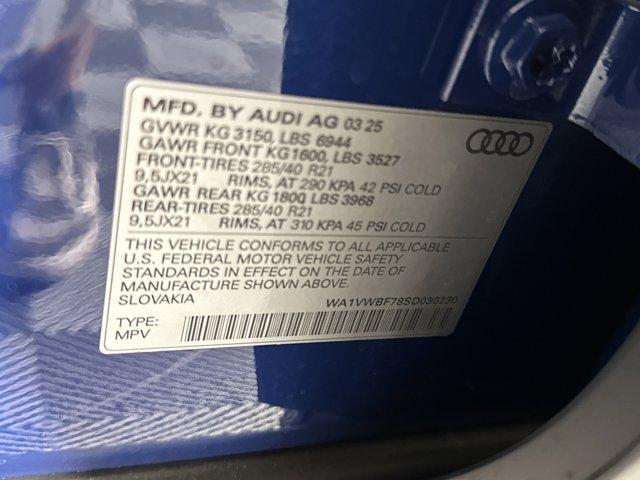 MFD. BY AUDI AG 03 25
GVWR KG 3150, LBS 6944
GAWR FRONT KG1600, LBS 3527
FRONT-TIRES 285/40 R21
9,5JX21 RIMS, AT 290 KPA 42 PSI COLD
GAWR REAR KG 1800 LBS 3968
REAR-TIRES 285/40 R21
9,5JX21 RIMS, AT 310 KPA 45 PSI COLD
THIS VEHICLE CONFORMS TO ALL APPLICABLE
U.S. FEDERAL MOTOR VEHICLE SAFETY
STANDARDS IN EFFECT ON THE DATE OF
MANUFACTURE SHOWN ABOVE.
SLOVAKIA WA1VWBF78SD030230
TYPE:
MPV